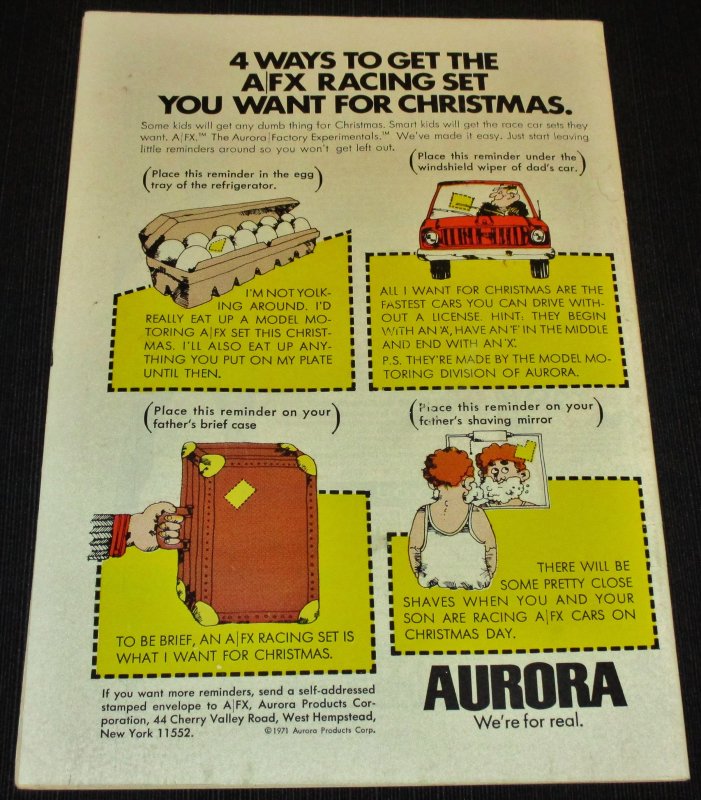 4 WAYS TO GET THE
A|FX RACING SET
YOU WANT FOR CHRISTMAS.
Some kids will get any dumb thing for Christmas. Smart kids will get the race car sets they
want. A|FX.™ The Aurora|Factory Experimentals.™ We've made it easy. Just start leaving
little reminders around so you won't get left out.
(Place this reminder in the egg
tray of the refrigerator.)
I'M NOT YOLK-
ING AROUND. I'D
REALLY EAT UP A MODEL MO-
TORING A|FX SET THIS CHRIST-
MAS. I'LL ALSO EAT UP ANY-
THING YOU PUT ON MY PLATE
UNTIL THEN.
(Place this reminder under the
windshield wiper of dad's car.)
ALL I WANT FOR CHRISTMAS ARE THE
FASTEST CARS YOU CAN DRIVE WITH-
OUT A LICENSE. HINT: THEY BEGIN
WITH AN 'A', HAVE AN 'F' IN THE MIDDLE
AND END WITH AN 'X'.
P.S. THEY'RE MADE BY THE MODEL MO-
TORING DIVISION OF AURORA.
(Place this reminder on your
father's brief case)
TO BE BRIEF, AN A|FX RACING SET IS
WHAT I WANT FOR CHRISTMAS.
(Place this reminder on your
father's shaving mirror)
THERE WILL BE
SOME PRETTY CLOSE
SHAVES WHEN YOU AND YOUR
SON ARE RACING A|FX CARS ON
CHRISTMAS DAY.
If you want more reminders, send a self-addressed
stamped envelope to A|FX, Aurora Products Cor-
poration, 44 Cherry Valley Road, West Hempstead,
New York 11552. ©1971 Aurora Products Corp.
AURORA
We're for real.